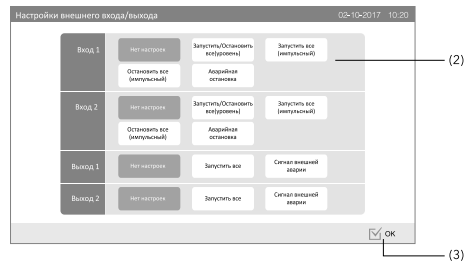 Настройки внешнего входа/выхода 02-10-2017 10:20
Вход 1
Нет настроек
Запустить/Остановить
все(уровень)
Запустить все
(импульсный)
Остановить все
(импульсный)
Аварийная
остановка
(2)
Вход 2
Нет настроек
Запустить/Остановить
все(уровень)
Запустить все
(импульсный)
Остановить все
(импульсный)
Аварийная
остановка
Выход 1
Нет настроек
Запустить все
Сигнал внешней
аварии
Выход 2
Нет настроек
Запустить все
Сигнал внешней
аварии
ОК
(3)